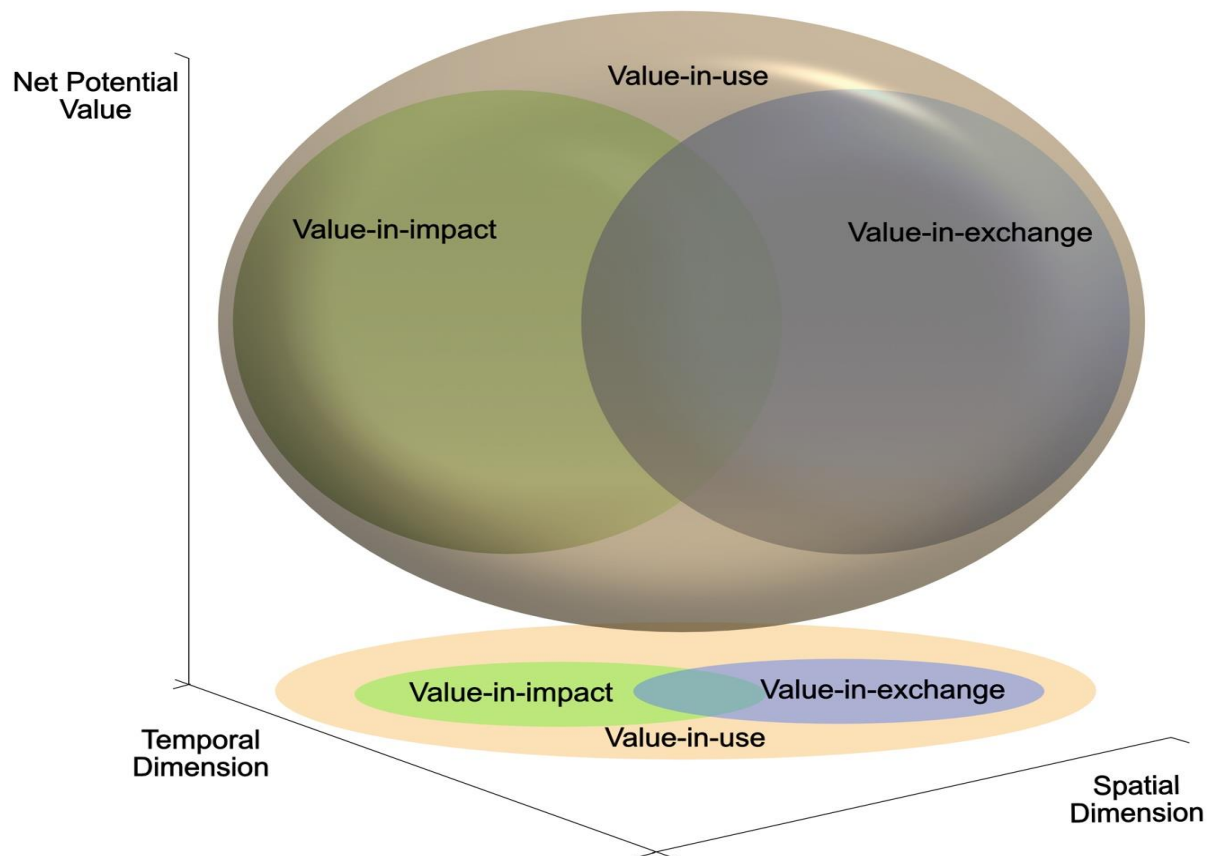 Net Potential
Value
Value-in-use
Value-in-impact
Value-in-exchange
Value-in-impact
Value-in-exchange
Value-in-use
Temporal
Dimension
Spatial
Dimension